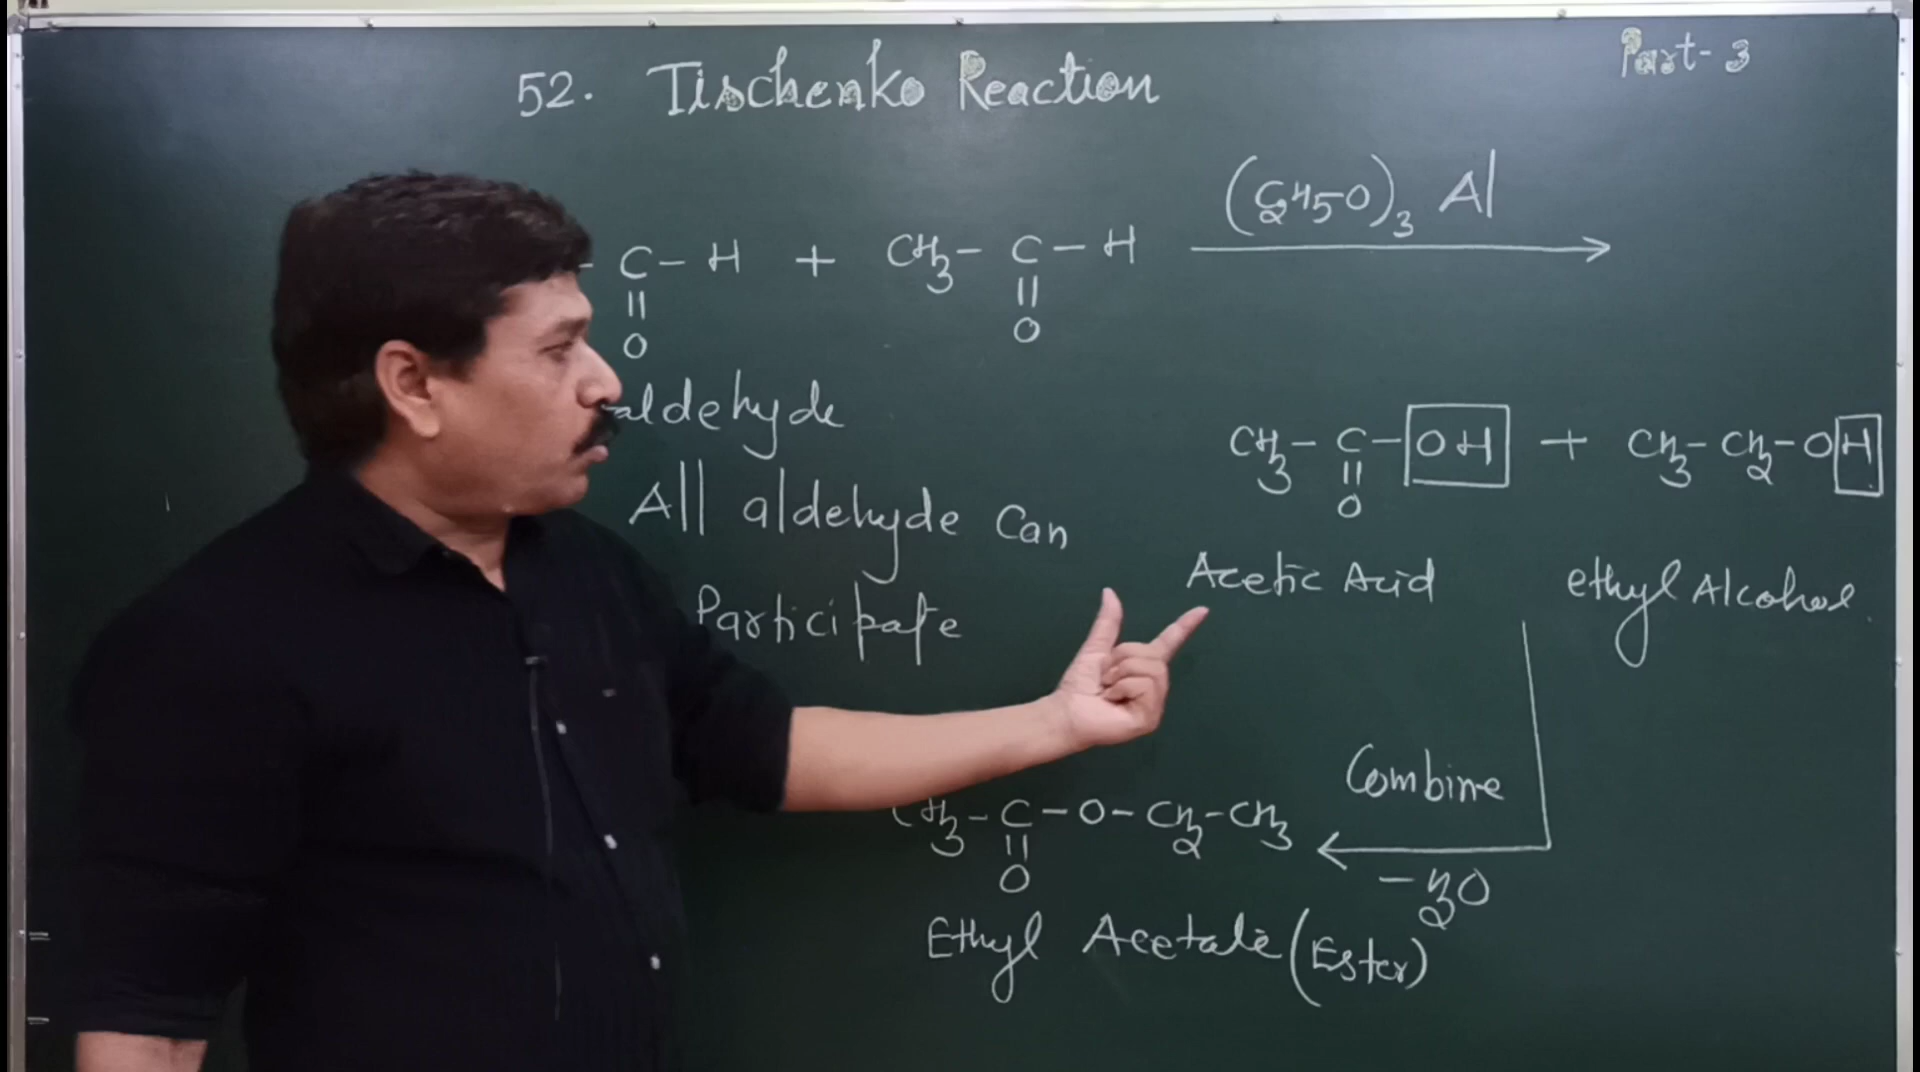 Part-3
52. Tischenko Reaction
(C2H5O)3 Al
- C - H + CH3 - C - H
|| ||
O O
aldehyde
CH3 - C - OH + CH3 - CH2 - OH
||
O
All aldehyde Can
Participate
Acetic Acid ethyl Alcohol.
Combine
CH3 - C - O - CH2 - CH3
||
O
- H2O
Ethyl Acetate (Ester)